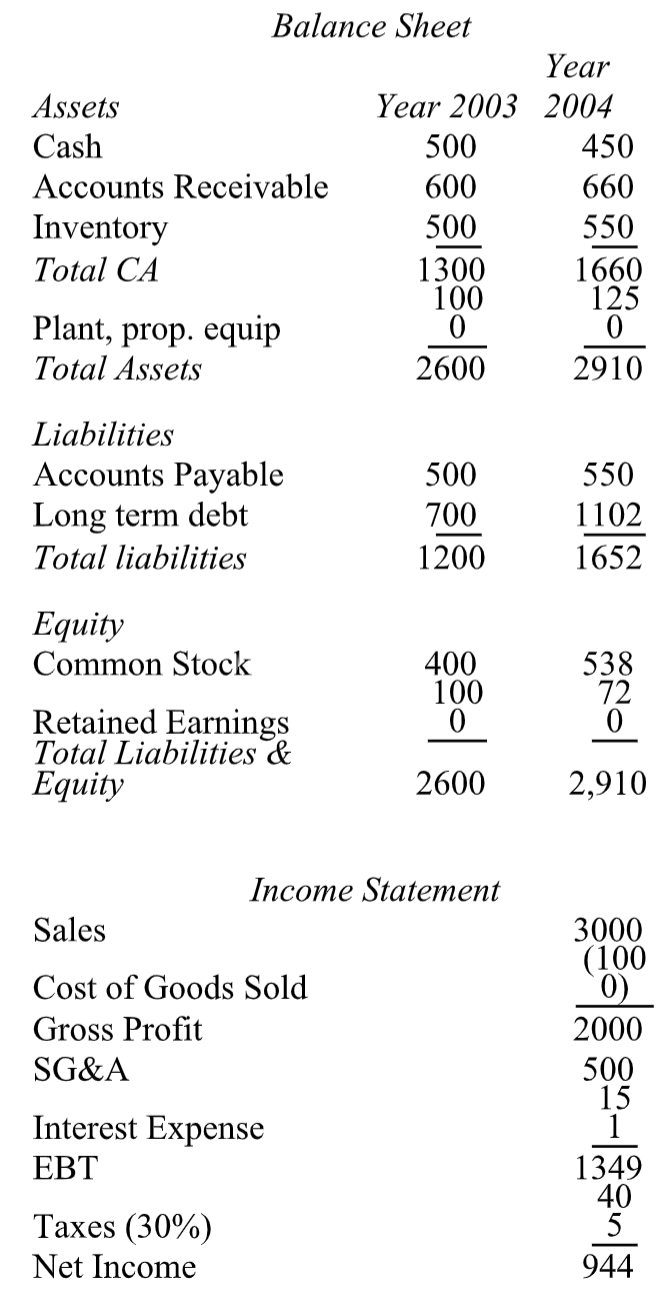 Balance Sheet
Year
Assets Year 2003 2004
Cash 500 450
Accounts Receivable 600 660
Inventory 500 550
Total CA 1300 1660
100 125
Plant, prop. equip 0 0
Total Assets 2600 2910
Liabilities
Accounts Payable 500 550
Long term debt 700 1102
Total liabilities 1200 1652
Equity
Common Stock 400 538
100 72
Retained Earnings 0 0
Total Liabilities &
Equity 2600 2,910
Income Statement
Sales 3000
(100
Cost of Goods Sold 0)
Gross Profit 2000
SG&A 500
15
Interest Expense 1
EBT 1349
40
Taxes (30%) 5
Net Income 944